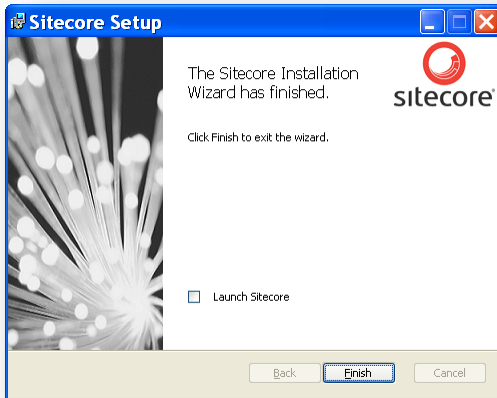 Sitecore Setup
sitecore®
The Sitecore Installation
Wizard has finished.
Click Finish to exit the wizard.
Launch Sitecore
Back Finish Cancel